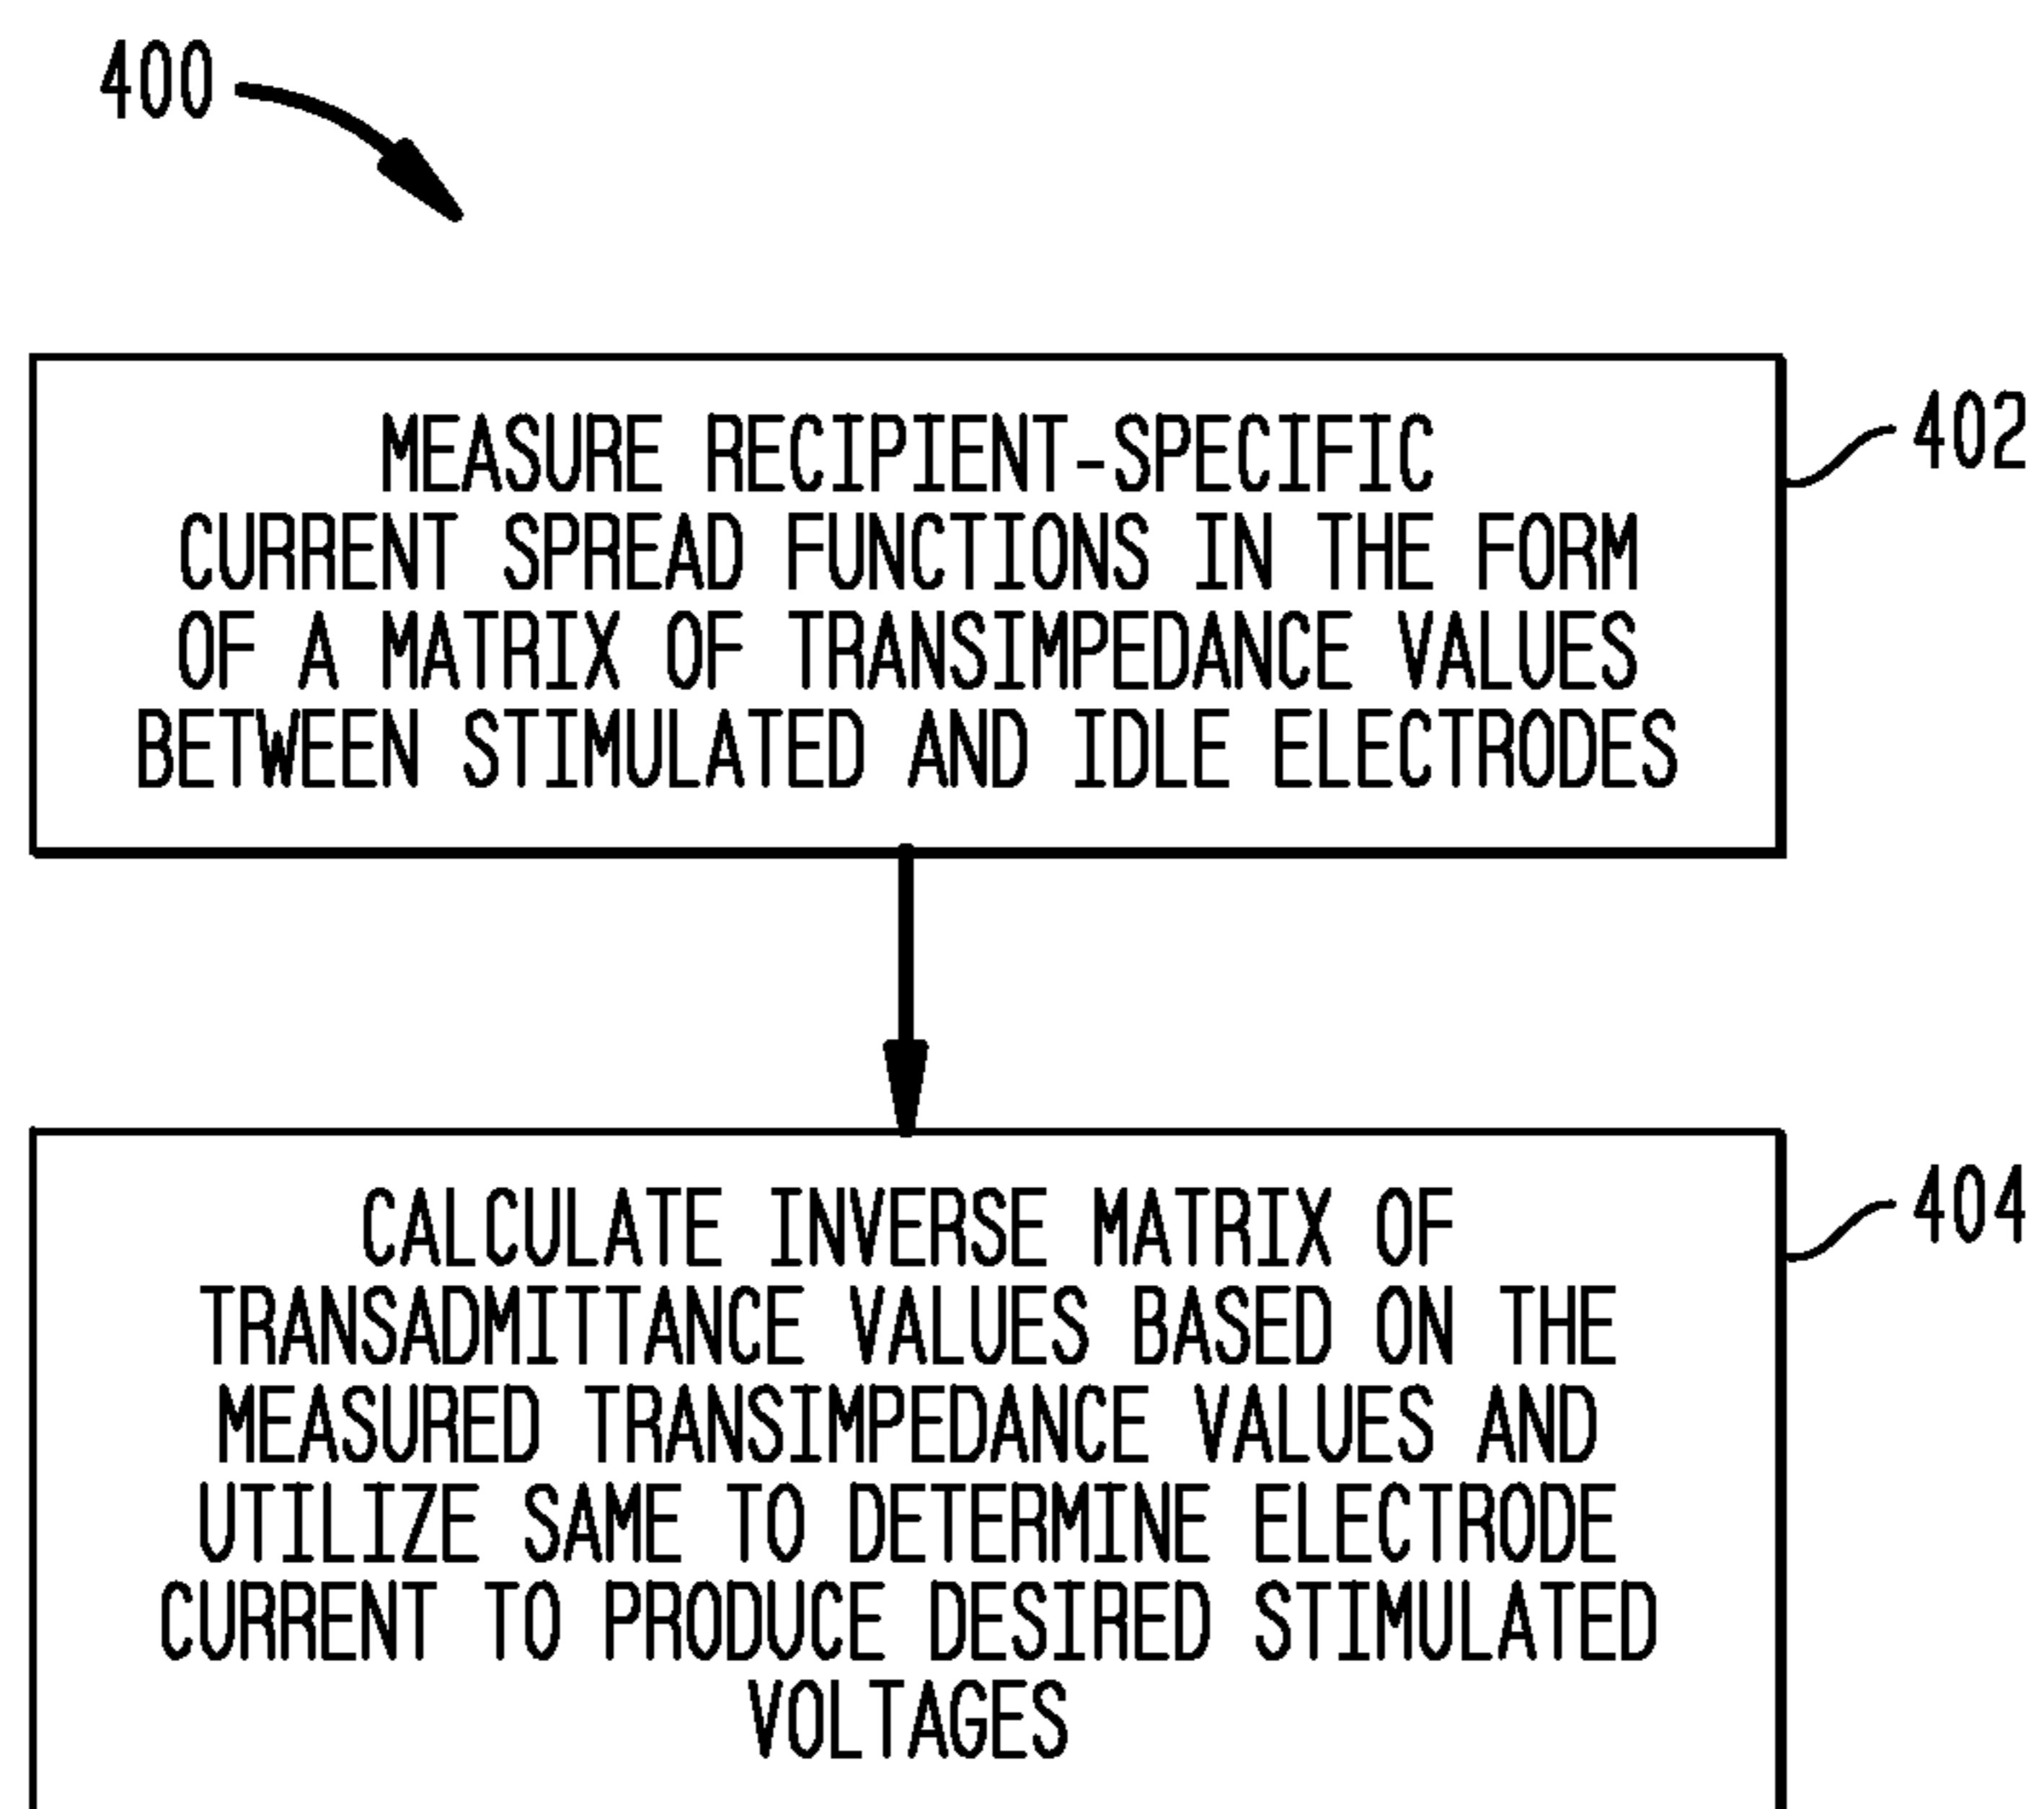 400
MEASURE RECIPIENT-SPECIFIC
CURRENT SPREAD FUNCTIONS IN THE FORM
OF A MATRIX OF TRANSIMPEDANCE VALUES
BETWEEN STIMULATED AND IDLE ELECTRODES
402
CALCULATE INVERSE MATRIX OF
TRANSADMITTANCE VALUES BASED ON THE
MEASURED TRANSIMPEDANCE VALUES AND
UTILIZE SAME TO DETERMINE ELECTRODE
CURRENT TO PRODUCE DESIRED STIMULATED
VOLTAGES
404